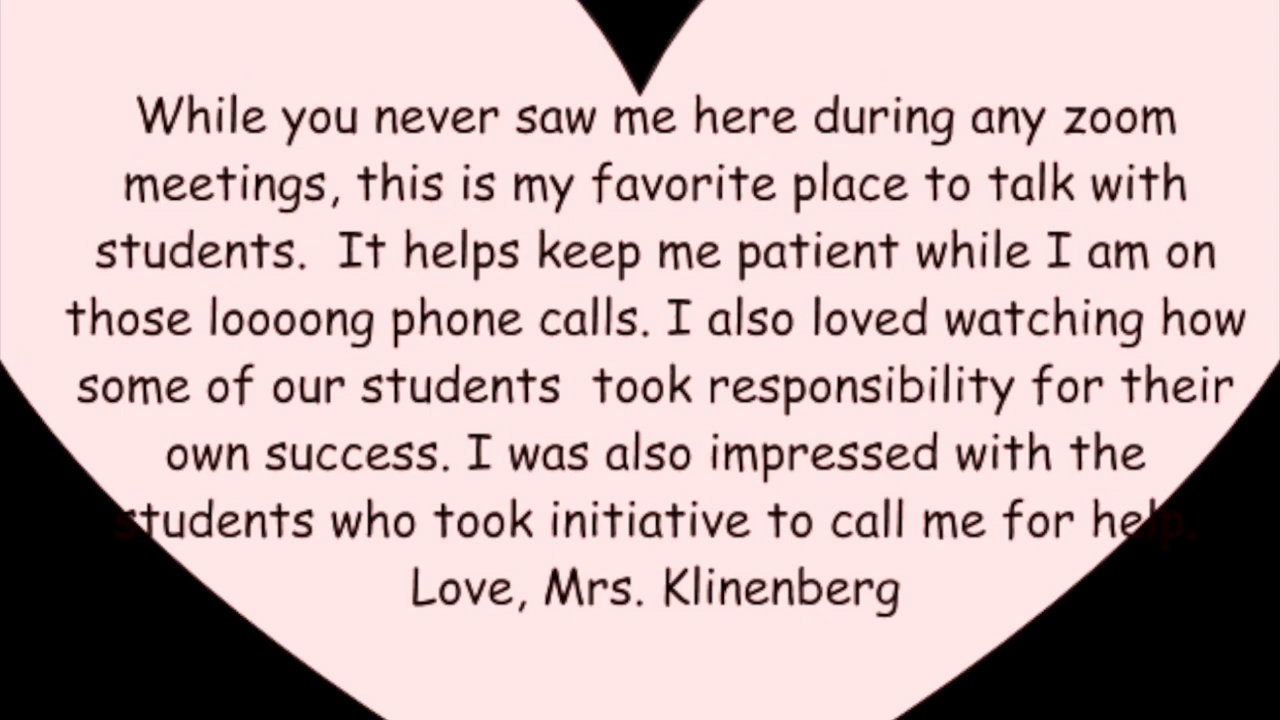 While you never saw me here during any zoom
meetings, this is my favorite place to talk with
students.  It helps keep me patient while I am on
those loooong phone calls. I also loved watching how
some of our students  took responsibility for their
own success. I was also impressed with the
students who took initiative to call me for help.
Love, Mrs. Klinenberg